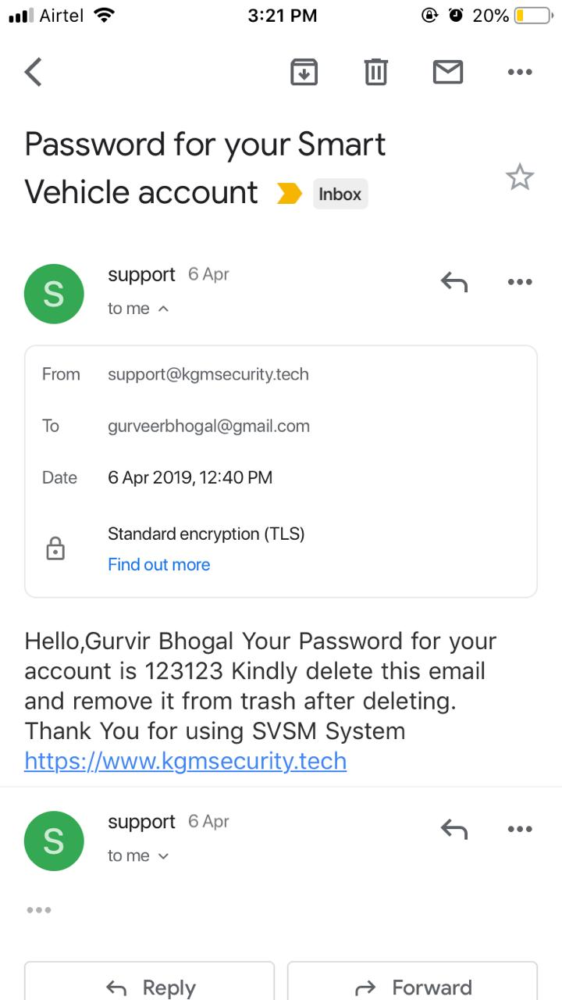 Airtel 3:21 PM 20%
Password for your Smart
Vehicle account Inbox
S support 6 Apr
to me
From support@kgmsecurity.tech
To gurveerbhogal@gmail.com
Date 6 Apr 2019, 12:40 PM
Standard encryption (TLS)
Find out more
Hello,Gurvir Bhogal Your Password for your
account is 123123 Kindly delete this email
and remove it from trash after deleting.
Thank You for using SVSM System
https://www.kgmsecurity.tech
S support 6 Apr
to me
Reply Forward